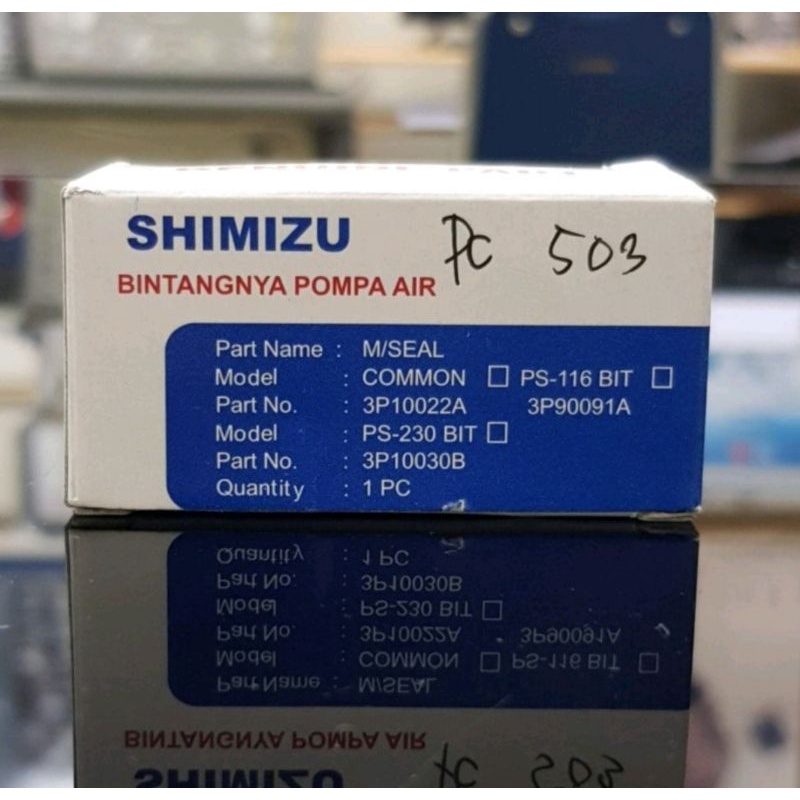 SHIMIZU
PC 503
BINTANGNYA POMPA AIR
Part Name : M/SEAL
Model : COMMON □ PS-116 BIT □
Part No. : 3P10022A 3P90091A
Model : PS-230 BIT □
Part No. : 3P10030B
Quantity : 1 PC